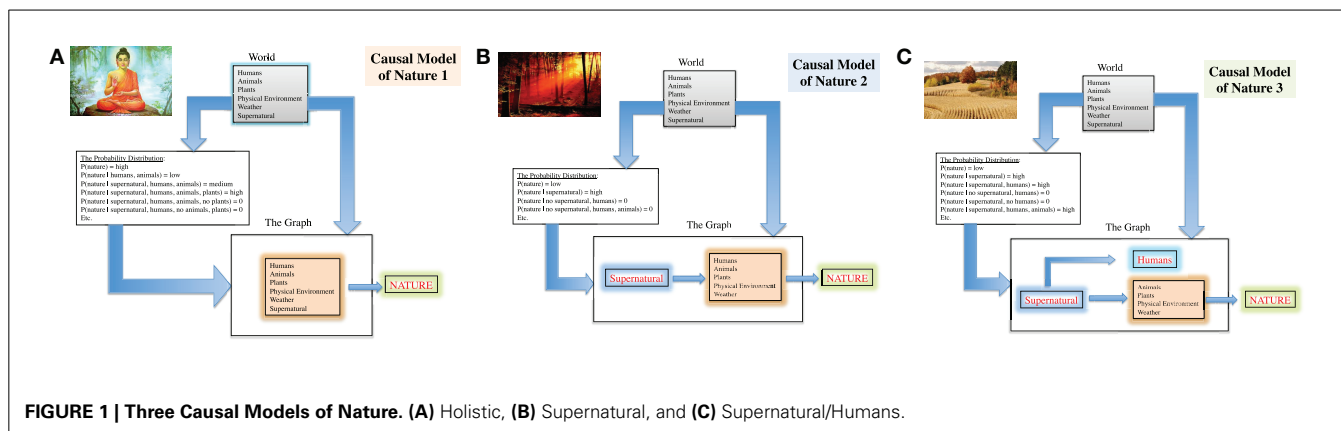 A
World
Causal Model
of Nature 1
Humans
Animals
Plants
Physical Environment
Weather
Supernatural
The Probability Distribution:
P(nature) = high
P(nature | humans, animals) = low
P(nature | supernatural, humans, animals) = medium
P(nature | supernatural, humans, animals, plants) = high
P(nature | supernatural, humans, animals, no plants) = 0
P(nature | supernatural, humans, no animals, plants) = 0
Etc.
The Graph
Humans
Animals
Plants
Physical Environment
Weather
Supernatural
NATURE
B
World
Causal Model
of Nature 2
Humans
Animals
Plants
Physical Environment
Weather
Supernatural
The Probability Distribution:
P(nature) = low
P(nature | supernatural) = high
P(nature | no supernatural, humans) = 0
P(nature | no supernatural, humans, animals) = 0
Etc.
The Graph
Supernatural
Humans
Animals
Plants
Physical Environment
Weather
NATURE
C
World
Causal Model
of Nature 3
Humans
Animals
Plants
Physical Environment
Weather
Supernatural
The Probability Distribution:
P(nature) = low
P(nature | supernatural) = high
P(nature | supernatural, humans) = high
P(nature | no supernatural, humans) = 0
P(nature | supernatural, no humans) = 0
P(nature | supernatural, humans, animals) = high
Etc.
The Graph
Humans
Supernatural
Animals
Plants
Physical Environment
Weather
NATURE
FIGURE 1 | Three Causal Models of Nature. (A) Holistic, (B) Supernatural, and (C) Supernatural/Humans.